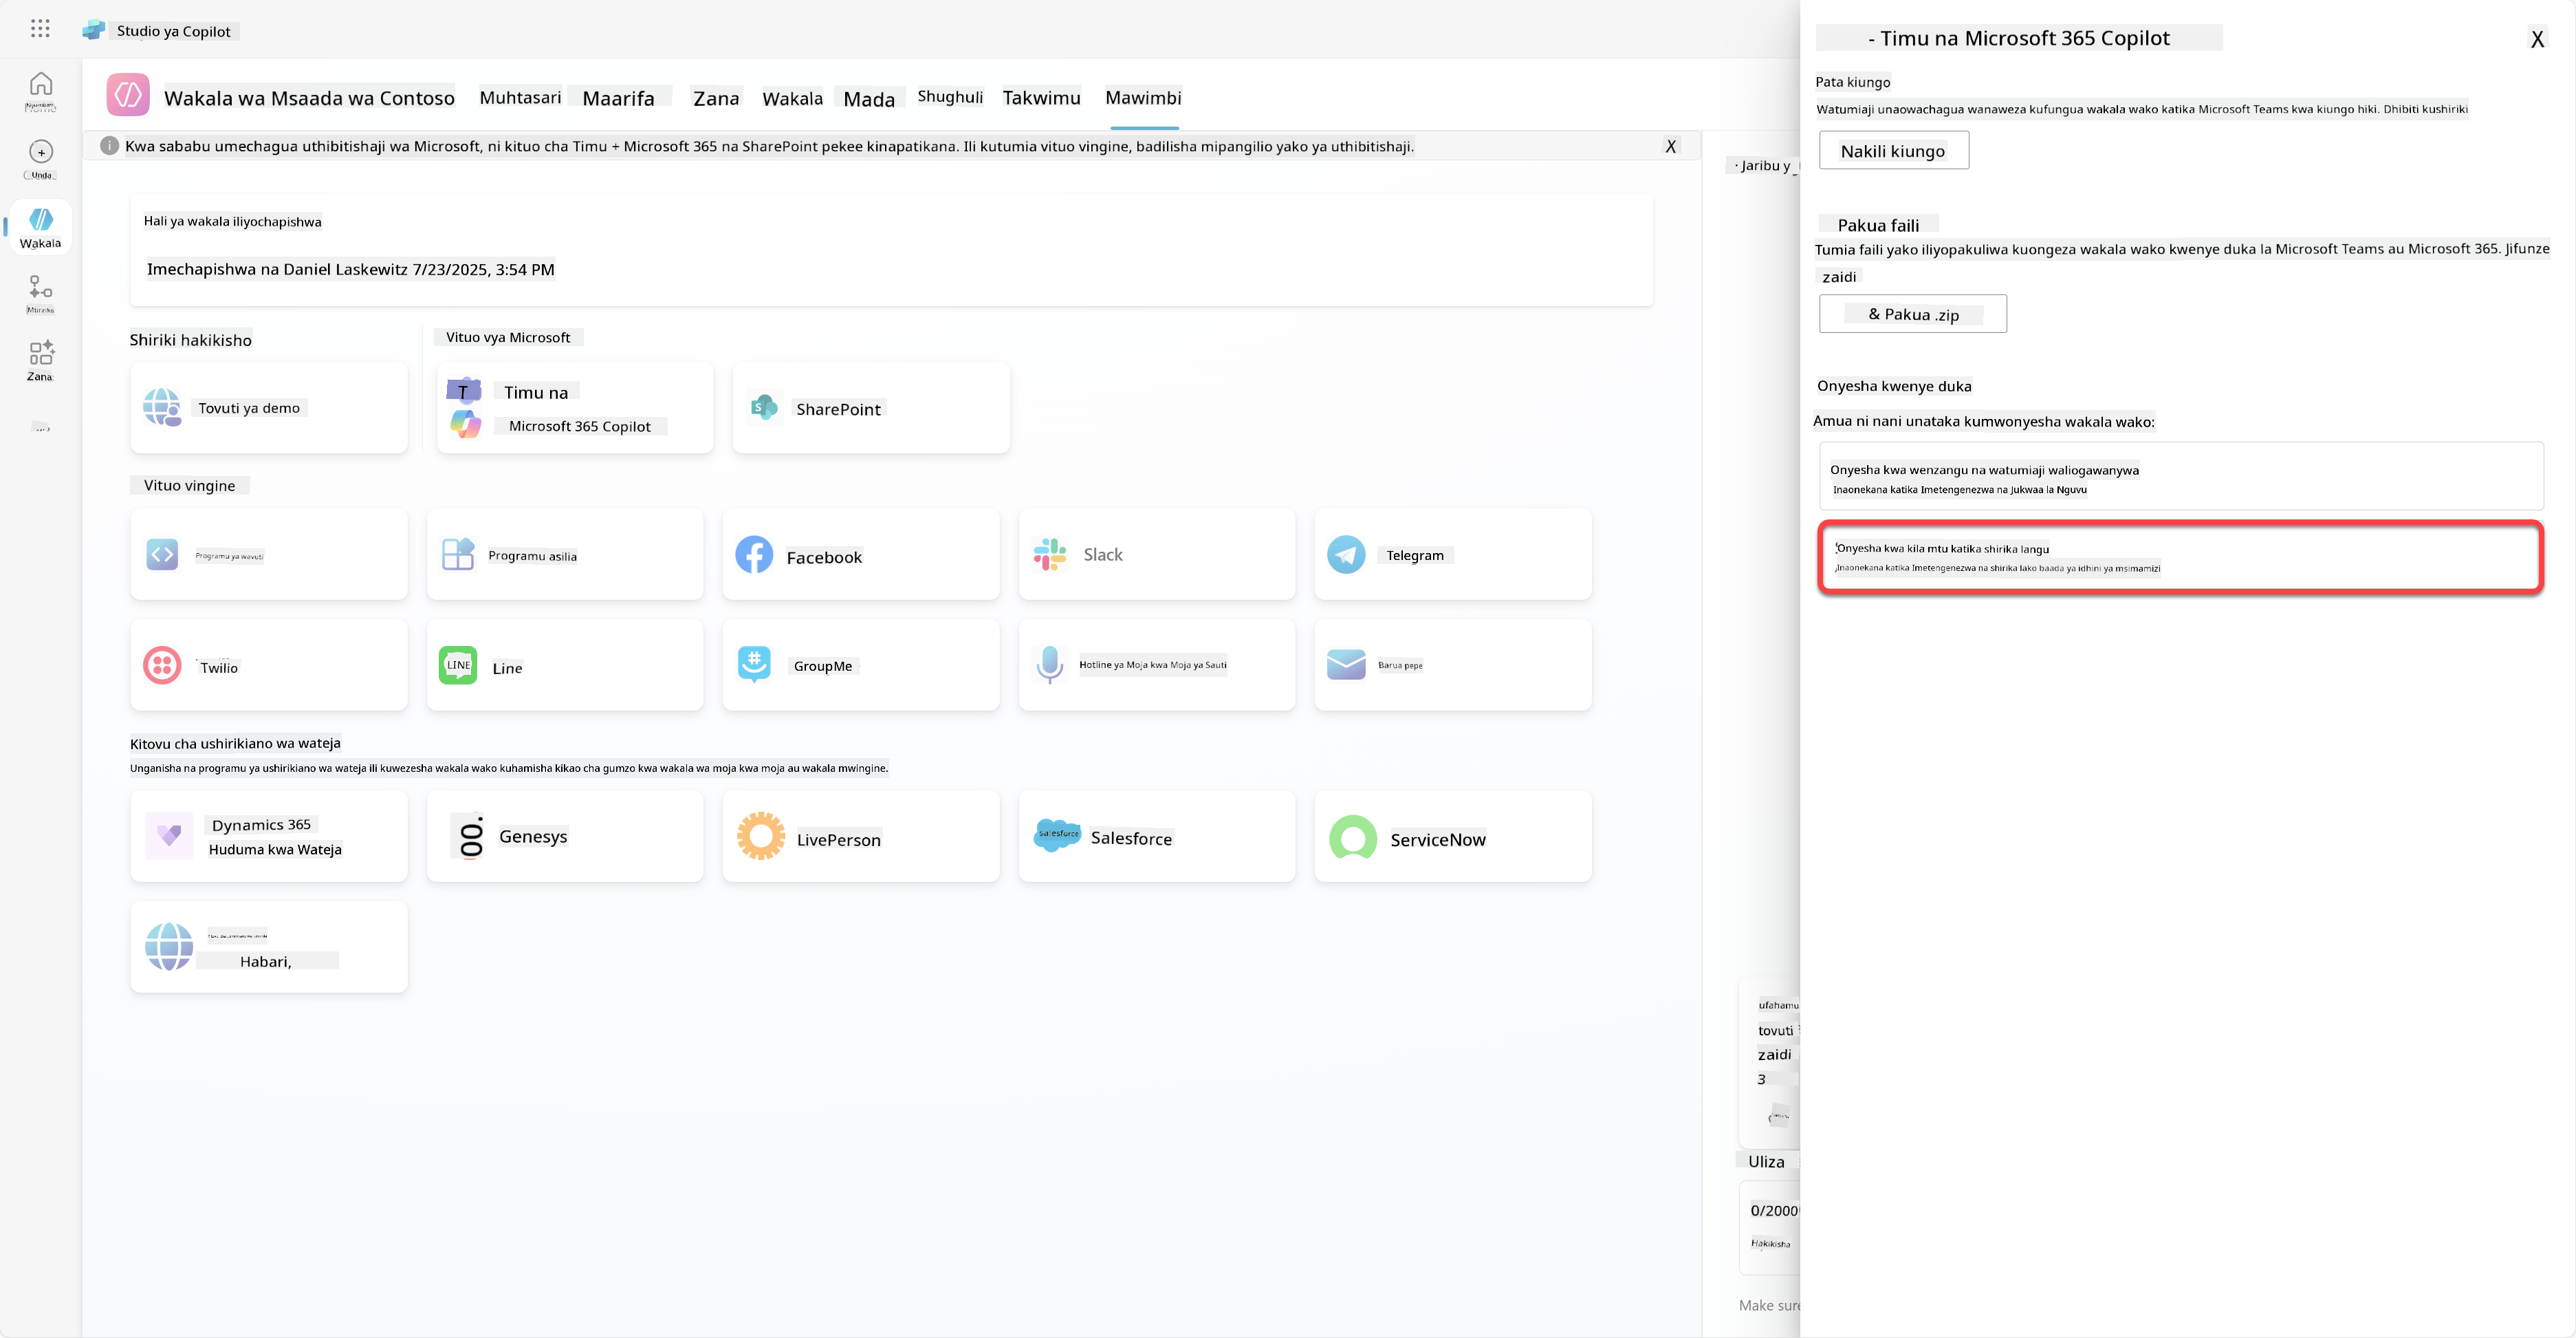 Studio ya Copilot
Unda
Wakala
Zana
Wakala wa Msaada wa Contoso
Muhtasari
Maarifa
Zana
Wakala
Mada
Shughuli
Takwimu
Mawimbi
Kwa sababu umechagua uthibitishaji wa Microsoft, ni kituo cha Timu + Microsoft 365 na SharePoint pekee kinapatikana. Ili kutumia vituo vingine, badilisha mipangilio yako ya uthibitishaji.
X
Hali ya wakala iliyochapishwa
Imechapishwa na Daniel Laskewitz 7/23/2025, 3:54 PM
Shiriki hakikisho
Vituo vya Microsoft
Tovuti ya demo
T
Timu na
Microsoft 365 Copilot
S
SharePoint
Vituo vingine
Programu ya wavuti
Programu asilia
Facebook
Slack
Telegram
Twilio
LINE
Line
GroupMe
Hotline ya Moja kwa Moja ya Sauti
Barua pepe
Kitovu cha ushirikiano wa wateja
Unganisha na programu ya ushirikiano wa wateja ili kuwezesha wakala wako kuhamisha kikao cha gumzo kwa wakala wa moja kwa moja au wakala mwingine.
Dynamics 365
Huduma kwa Wateja
OO.
Genesys
LivePerson
salesforce
Salesforce
ServiceNow
Habari,
· Jaribu y
ufahamu
tovuti
zaidi
3
Uliza
0/2000
Hakikisha
Make sure
- Timu na Microsoft 365 Copilot
X
Pata kiungo
Watumiaji unaowachagua wanaweza kufungua wakala wako katika Microsoft Teams kwa kiungo hiki. Dhibiti kushiriki
Nakili kiungo
Pakua faili
Tumia faili yako iliyopakuliwa kuongeza wakala wako kwenye duka la Microsoft Teams au Microsoft 365. Jifunze
zaidi
& Pakua .zip
Onyesha kwenye duka
Amua ni nani unataka kumwonyesha wakala wako:
Onyesha kwa wenzangu na watumiaji waliogawanywa
Inaonekana katika Imetengenezwa na Jukwaa la Nguvu
Onyesha kwa kila mtu katika shirika langu
Inaonekana katika Imetengenezwa na shirika lako baada ya idhini ya msimamizi